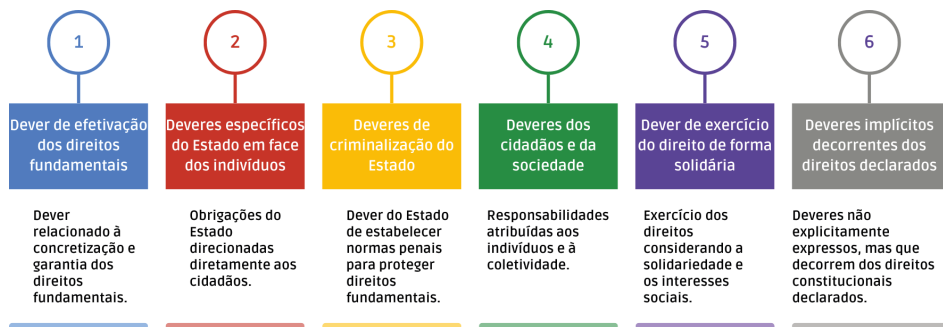 1
Dever de efetivação
dos direitos
fundamentais
Dever
relacionado à
concretização e
garantia dos
direitos
fundamentais.
2
Deveres específicos
do Estado em face
dos indivíduos
Obrigações do
Estado
direcionadas
diretamente aos
cidadãos.
3
Deveres de
criminalização do
Estado
Dever do Estado
de estabelecer
normas penais
para proteger
direitos
fundamentais.
4
Deveres dos
cidadãos e da
sociedade
Responsabilidades
atribuídas aos
indivíduos e à
coletividade.
5
Dever de exercício
do direito de forma
solidária
Exercício dos
direitos
considerando a
solidariedade e
os interesses
sociais.
6
Deveres implícitos
decorrentes dos
direitos declarados
Deveres não
explicitamente
expressos, mas que
decorrem dos direitos
constitucionais
declarados.